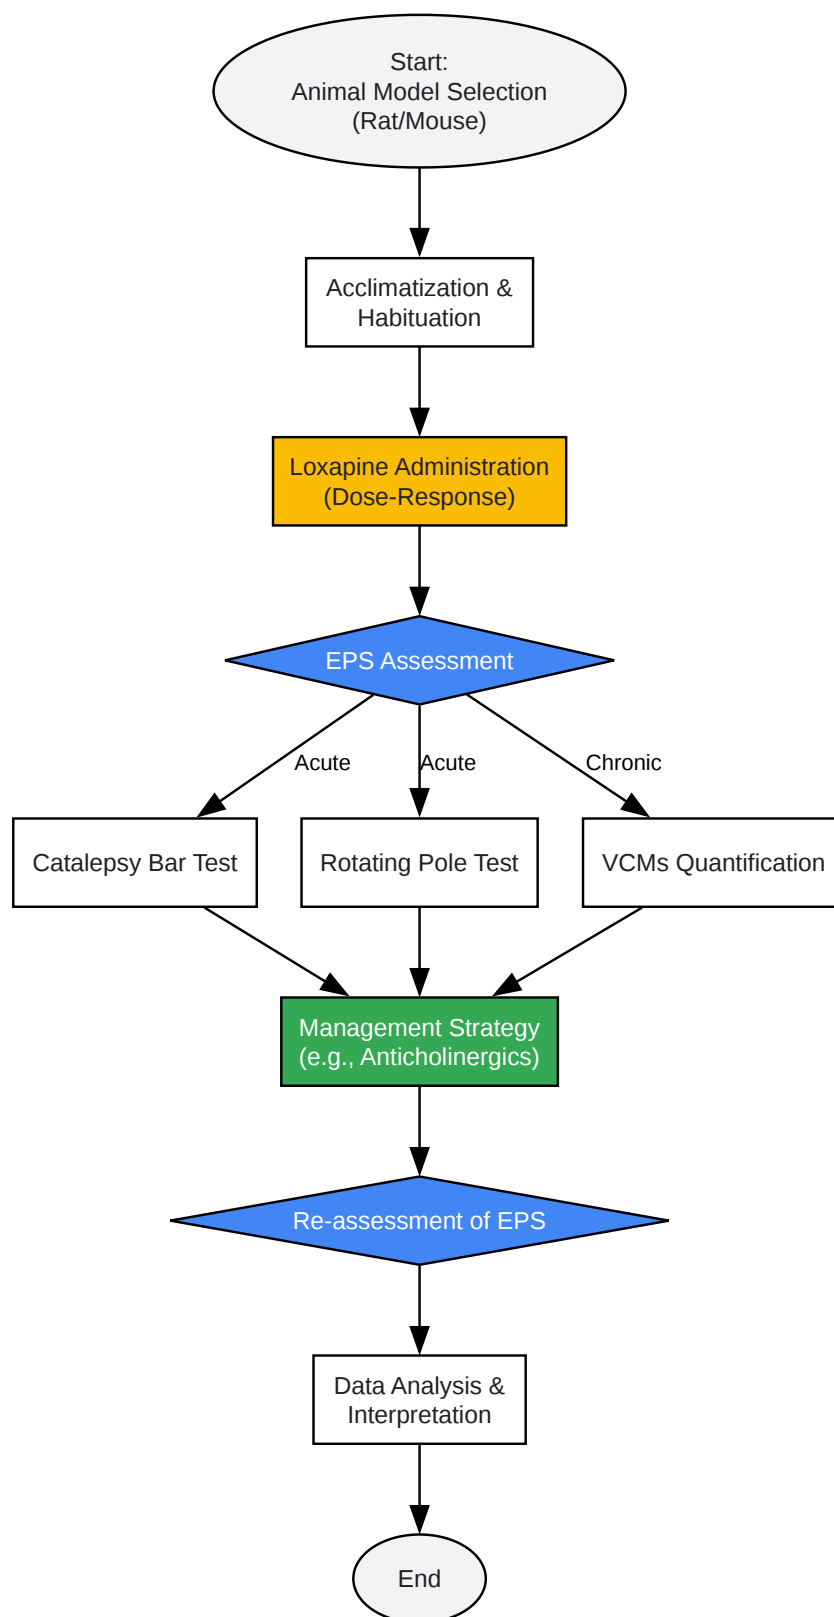 Start:
Animal Model Selection
(Rat/Mouse)
Acclimatization &
Habituation
Loxapine Administration
(Dose-Response)
EPS Assessment
Acute
Acute
Chronic
Catalepsy Bar Test
Rotating Pole Test
VCMs Quantification
Management Strategy
(e.g., Anticholinergics)
Re-assessment of EPS
Data Analysis &
Interpretation
End